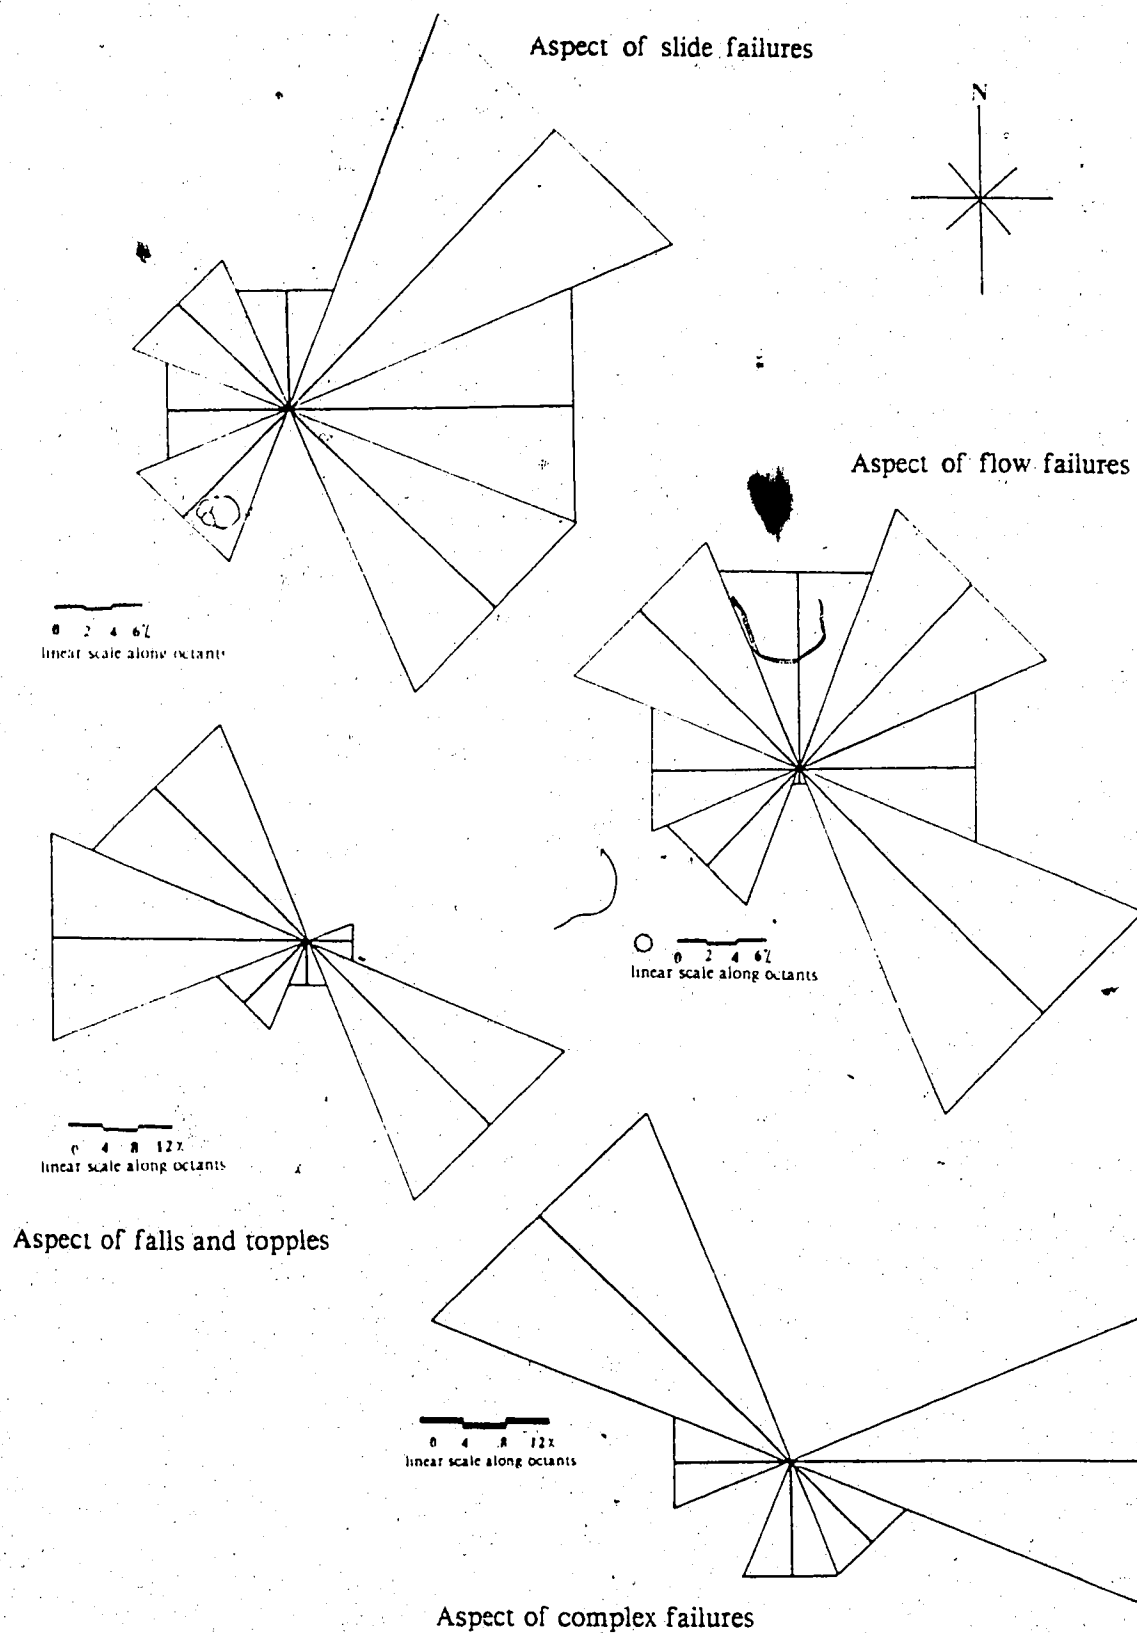 Aspect of slide failures
N
Aspect of flow failures
0 2 4 6%
linear scale along octants
0 2 4 6%
linear scale along octants
0 4 8 12%
linear scale along octants
Aspect of falls and topples
0 4 8 12%
linear scale along octants
Aspect of complex failures